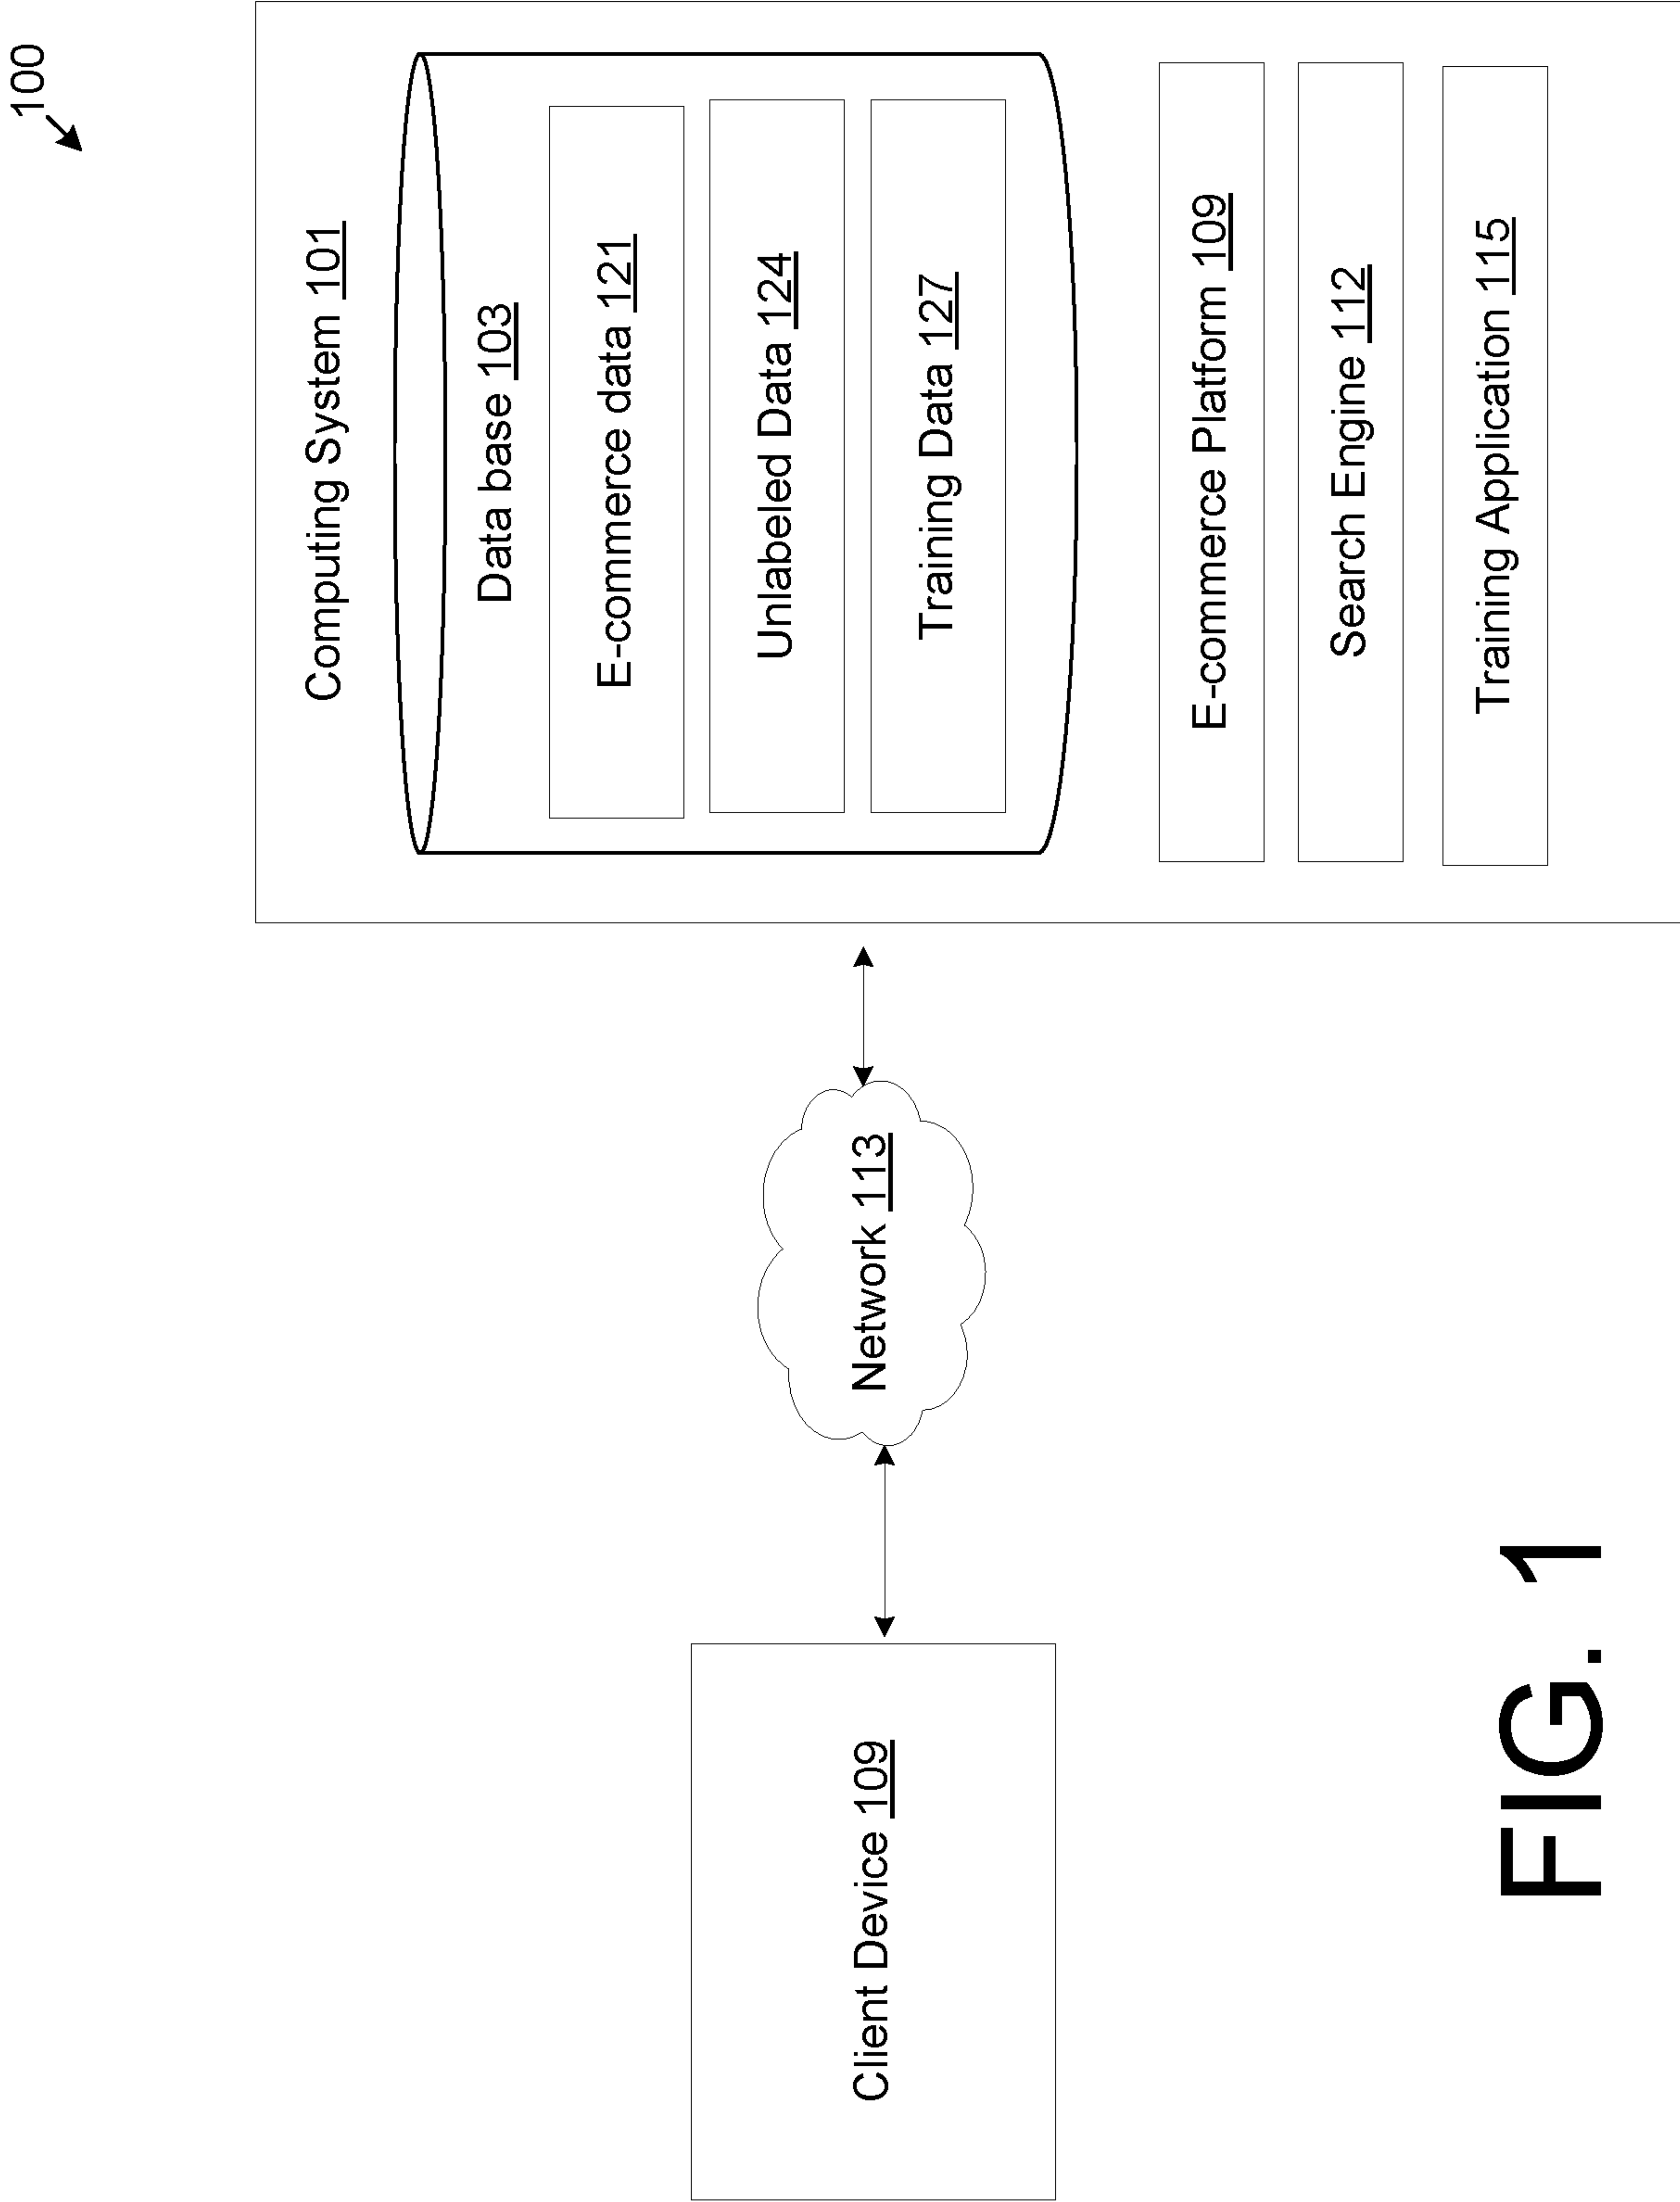 100
Computing System 101
Data base 103
E-commerce data 121
Unlabeled Data 124
Training Data 127
E-commerce Platform 109
Search Engine 112
Training Application 115
Network 113
Client Device 109
FIG. 1